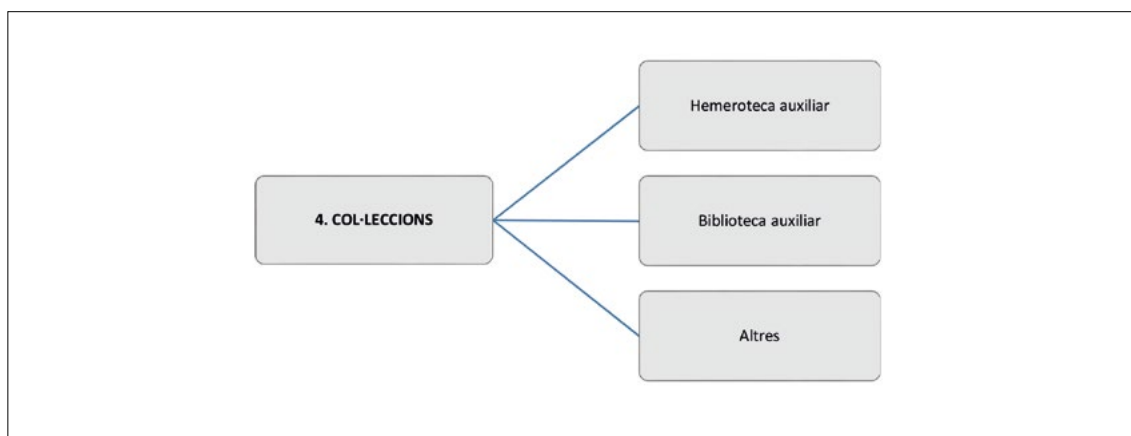 Hemeroteca auxiliar
4. COL·LECCIONS
Biblioteca auxiliar
Altres